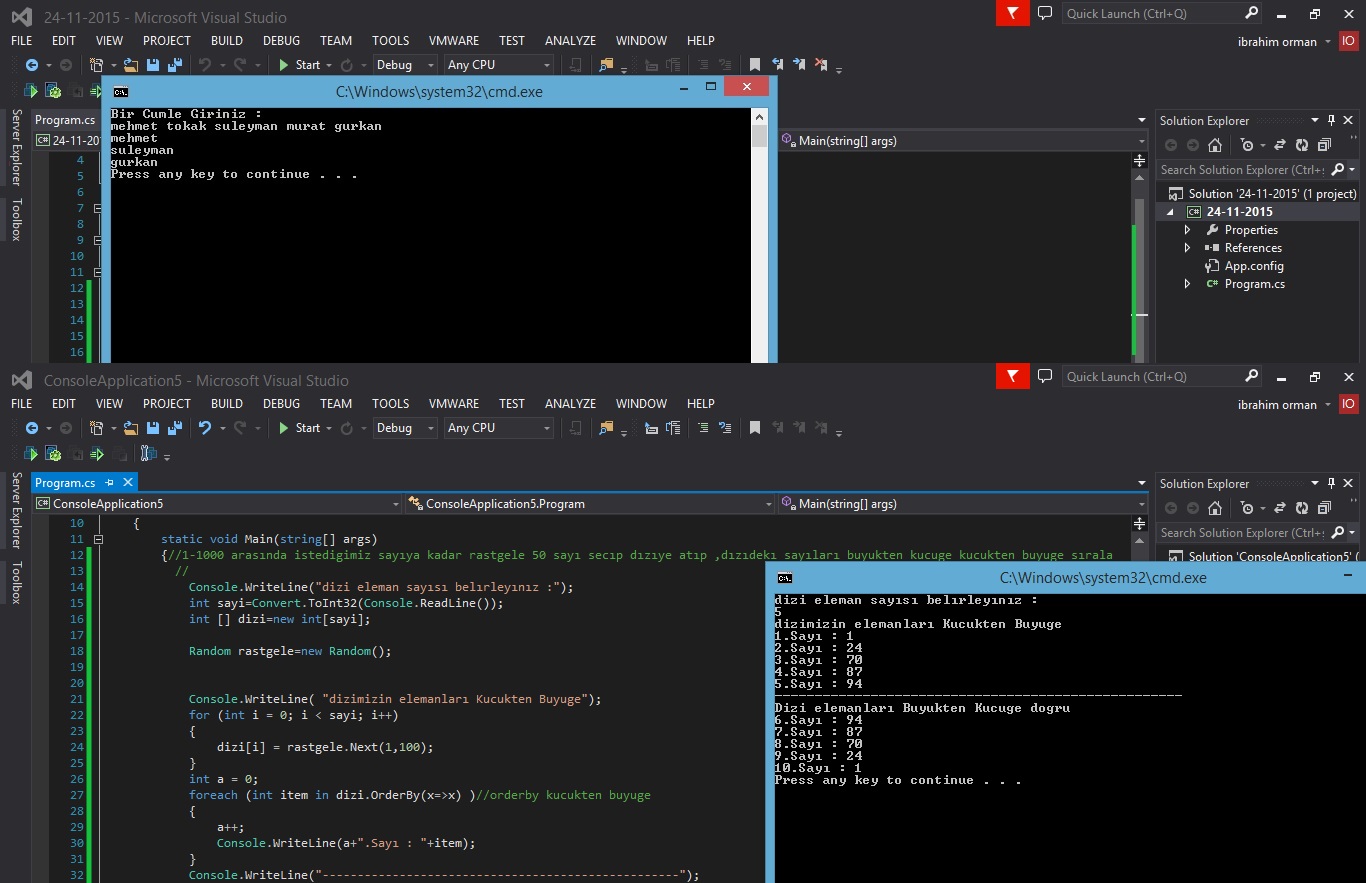 24-11-2015 - Microsoft Visual Studio
Quick Launch (Ctrl+Q)
FILE EDIT VIEW PROJECT BUILD DEBUG TEAM TOOLS VMWARE TEST ANALYZE WINDOW HELP
ibrahim orman IO
Start Debug Any CPU
C:\Windows\system32\cmd.exe
Bir Cumle Giriniz :
mehmet tokak suleyman murat gurkan
mehmet
suleyman
gurkan
Press any key to continue . . .
Server Explorer
Toolbox
Program.cs
C# 24-11-20
Main(string[] args)
4
5
6
7
8
9
10
11
12
13
14
15
16
Solution Explorer
Search Solution Explorer (Ctrl+;
Solution '24-11-2015' (1 project)
C# 24-11-2015
Properties
References
App.config
C# Program.cs
ConsoleApplication5 - Microsoft Visual Studio
Quick Launch (Ctrl+Q)
FILE EDIT VIEW PROJECT BUILD DEBUG TEAM TOOLS VMWARE TEST ANALYZE WINDOW HELP
ibrahim orman IO
Start Debug Any CPU
Server Explorer
Toolbox
Program.cs
C# ConsoleApplication5 ConsoleApplication5.Program Main(string[] args)
10 {
11 static void Main(string[] args)
12 {//1-1000 arasında istedigimiz sayıya kadar rastgele 50 sayı secıp dızıye atıp ,dızıdekı sayıları buyukten kucuge kucukten buyuge sırala
13 //
14 Console.WriteLine("dizi eleman sayısı belırleyınız :");
15 int sayi=Convert.ToInt32(Console.ReadLine());
16 int [] dizi=new int[sayi];
17
18 Random rastgele=new Random();
19
20
21 Console.WriteLine( "dizimizin elemanları Kucukten Buyuge");
22 for (int i = 0; i < sayi; i++)
23 {
24 dizi[i] = rastgele.Next(1,100);
25 }
26 int a = 0;
27 foreach (int item in dizi.OrderBy(x=>x) )//orderby kucukten buyuge
28 {
29 a++;
30 Console.WriteLine(a+".Sayı : "+item);
31 }
32 Console.WriteLine("---------------------------------------------------");
Solution Explorer
Search Solution Explorer (Ctrl+;
Solution 'ConsoleApplication5' (
C:\Windows\system32\cmd.exe
dizi eleman sayısı belırleyınız :
5
dizimizin elemanları Kucukten Buyuge
1.Sayı : 1
2.Sayı : 24
3.Sayı : 70
4.Sayı : 87
5.Sayı : 94
---------------------------------------------------
Dizi elemanları Buyukten Kucuge dogru
6.Sayı : 94
7.Sayı : 87
8.Sayı : 70
9.Sayı : 24
10.Sayı : 1
Press any key to continue . . .